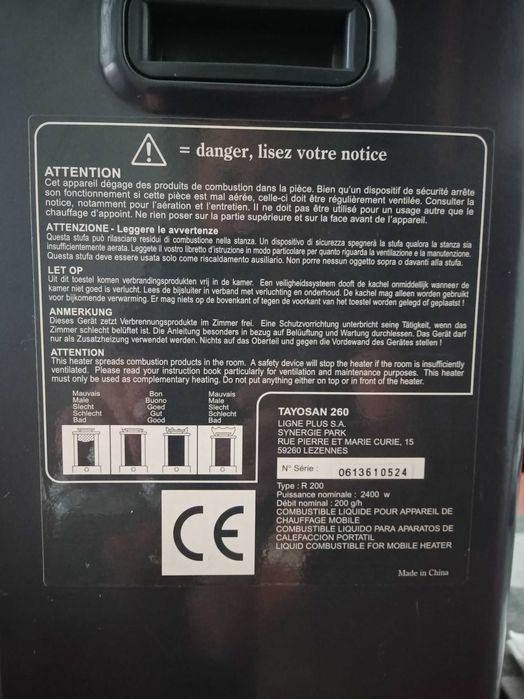 = danger, lisez votre notice
ATTENTION
Cet appareil dégage des produits de combustion dans la pièce. Bien qu'un dispositif de sécurité arrête
son fonctionnement si cette pièce est mal aérée, celle-ci doit être régulièrement ventilée. Consulter la
notice, notamment pour l'aération et l'entretien. Il ne doit pas être utilisé pour un usage autre que le
chauffage d'appoint. Ne rien poser sur la partie supérieure et sur la face avant de l'appareil.
ATTENZIONE - Leggere le avvertenze
Questa stufa può rilasciare residui di combustione nella stanza. Un dispositivo di sicurezza spegnerà la stufa qualora la stanza sia
insufficientemente aerata. Leggete il vostro libretto d'istruzione in modo particolare per quanto riguarda la ventilazione e la manutenzione.
Questa stufa deve essere usata solo come riscaldamento ausiliario. Non porre nessun oggetto sopra o davanti alla stufa.
LET OP
Uit dit toestel komen verbrandingsprodukten vrij in de kamer. Een veiligheidssysteem dooft de kachel onmiddellijk wanneer de
kamer niet goed is verlucht. Lees de bijsluiter in verband met verluchting en onderhoud. De kachel mag alleen worden gebruikt
voor bijkomende verwarming. Er mag niets op de bovenkant of tegen de voorkant van het toestel worden gelegd of geplaatst !
ANMERKUNG
Dieses Gerät zetzt Verbrennungsprodukte im Zimmer frei. Eine Schutzvorrichtung unterbricht seine Tätigkeit, wenn das
Zimmer schlecht belüftet ist. Die Anleitung besonders in bezug auf Belüftung und Wartung durchlesen. Das Gerät darf
nur als Zusatzheizung verwendet werden. Nichts auf das Oberteil und gegen die Vordewand des Gerätes stellen !
ATTENTION
This heater spreads combustion products in the room. A safety device will stop the heater if the room is insufficiently
ventilated. Please read your instruction book particularly for ventilation and maintenance purposes. This heater
must only be used as complementary heating. Do not put anything either on top or in front of the heater.
Mauvais Bon Mauvais
Male Buono Male
Slecht Goed Slecht
Schlecht Gut Schlecht
Bad Good Bad
TAYOSAN 260
LIGNE PLUS S.A.
SYNERGIE PARK
RUE PIERRE ET MARIE CURIE, 15
59260 LEZENNES
N° Série : 0613610524
Type : R 200
Puissance nominale : 2400 w
Débit nominal : 200 g/h
COMBUSTIBLE LIQUIDE POUR APPAREIL DE
CHAUFFAGE MOBILE
COMBUSTIBLE LIQUIDO PARA APARATOS DE
CALEFACCION PORTATIL
LIQUID COMBUSTIBLE FOR MOBILE HEATER
CE
Made in China